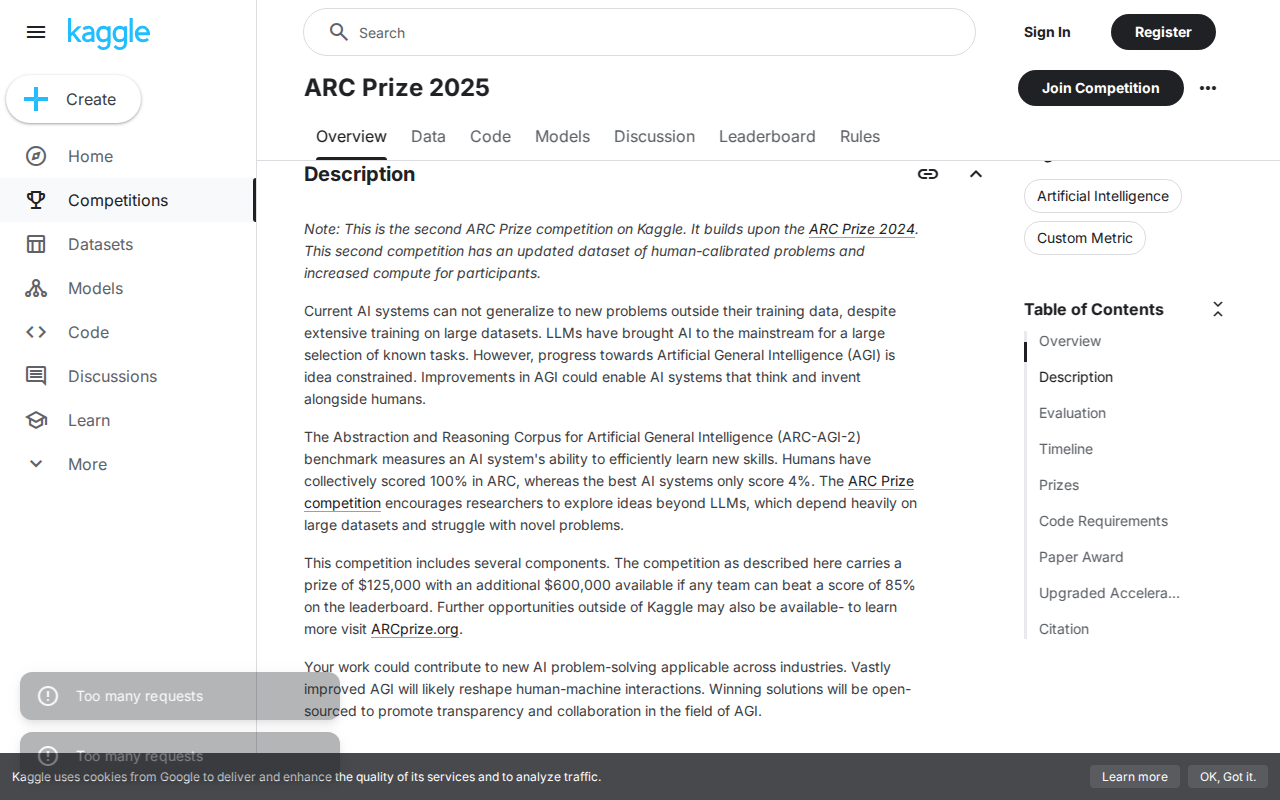 kaggle
Search
Sign In
Register
Create
Home
Competitions
Datasets
Models
Code
Discussions
Learn
More
ARC Prize 2025
Join Competition
Overview
Data
Code
Models
Discussion
Leaderboard
Rules
Description
Note: This is the second ARC Prize competition on Kaggle. It builds upon the ARC Prize 2024.
This second competition has an updated dataset of human-calibrated problems and
increased compute for participants.
Current AI systems can not generalize to new problems outside their training data, despite
extensive training on large datasets. LLMs have brought AI to the mainstream for a large
selection of known tasks. However, progress towards Artificial General Intelligence (AGI) is
idea constrained. Improvements in AGI could enable AI systems that think and invent
alongside humans.
The Abstraction and Reasoning Corpus for Artificial General Intelligence (ARC-AGI-2)
benchmark measures an AI system's ability to efficiently learn new skills. Humans have
collectively scored 100% in ARC, whereas the best AI systems only score 4%. The ARC Prize
competition encourages researchers to explore ideas beyond LLMs, which depend heavily on
large datasets and struggle with novel problems.
This competition includes several components. The competition as described here carries a
prize of $125,000 with an additional $600,000 available if any team can beat a score of 85%
on the leaderboard. Further opportunities outside of Kaggle may also be available- to learn
more visit ARCprize.org.
Your work could contribute to new AI problem-solving applicable across industries. Vastly
improved AGI will likely reshape human-machine interactions. Winning solutions will be open-
sourced to promote transparency and collaboration in the field of AGI.
Artificial Intelligence
Custom Metric
Table of Contents
Overview
Description
Evaluation
Timeline
Prizes
Code Requirements
Paper Award
Upgraded Accelera...
Citation
Too many requests
Too many requests
Kaggle uses cookies from Google to deliver and enhance the quality of its services and to analyze traffic.
Learn more
OK, Got it.